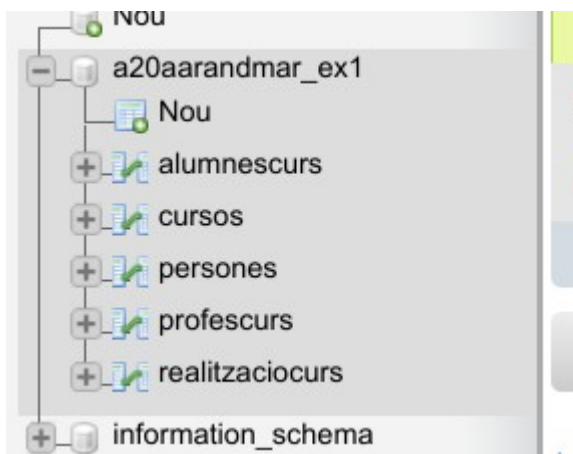 Nou
a20aarandmar_ex1
Nou
alumnescurs
cursos
persones
profescurs
realitzaciocurs
information_schema